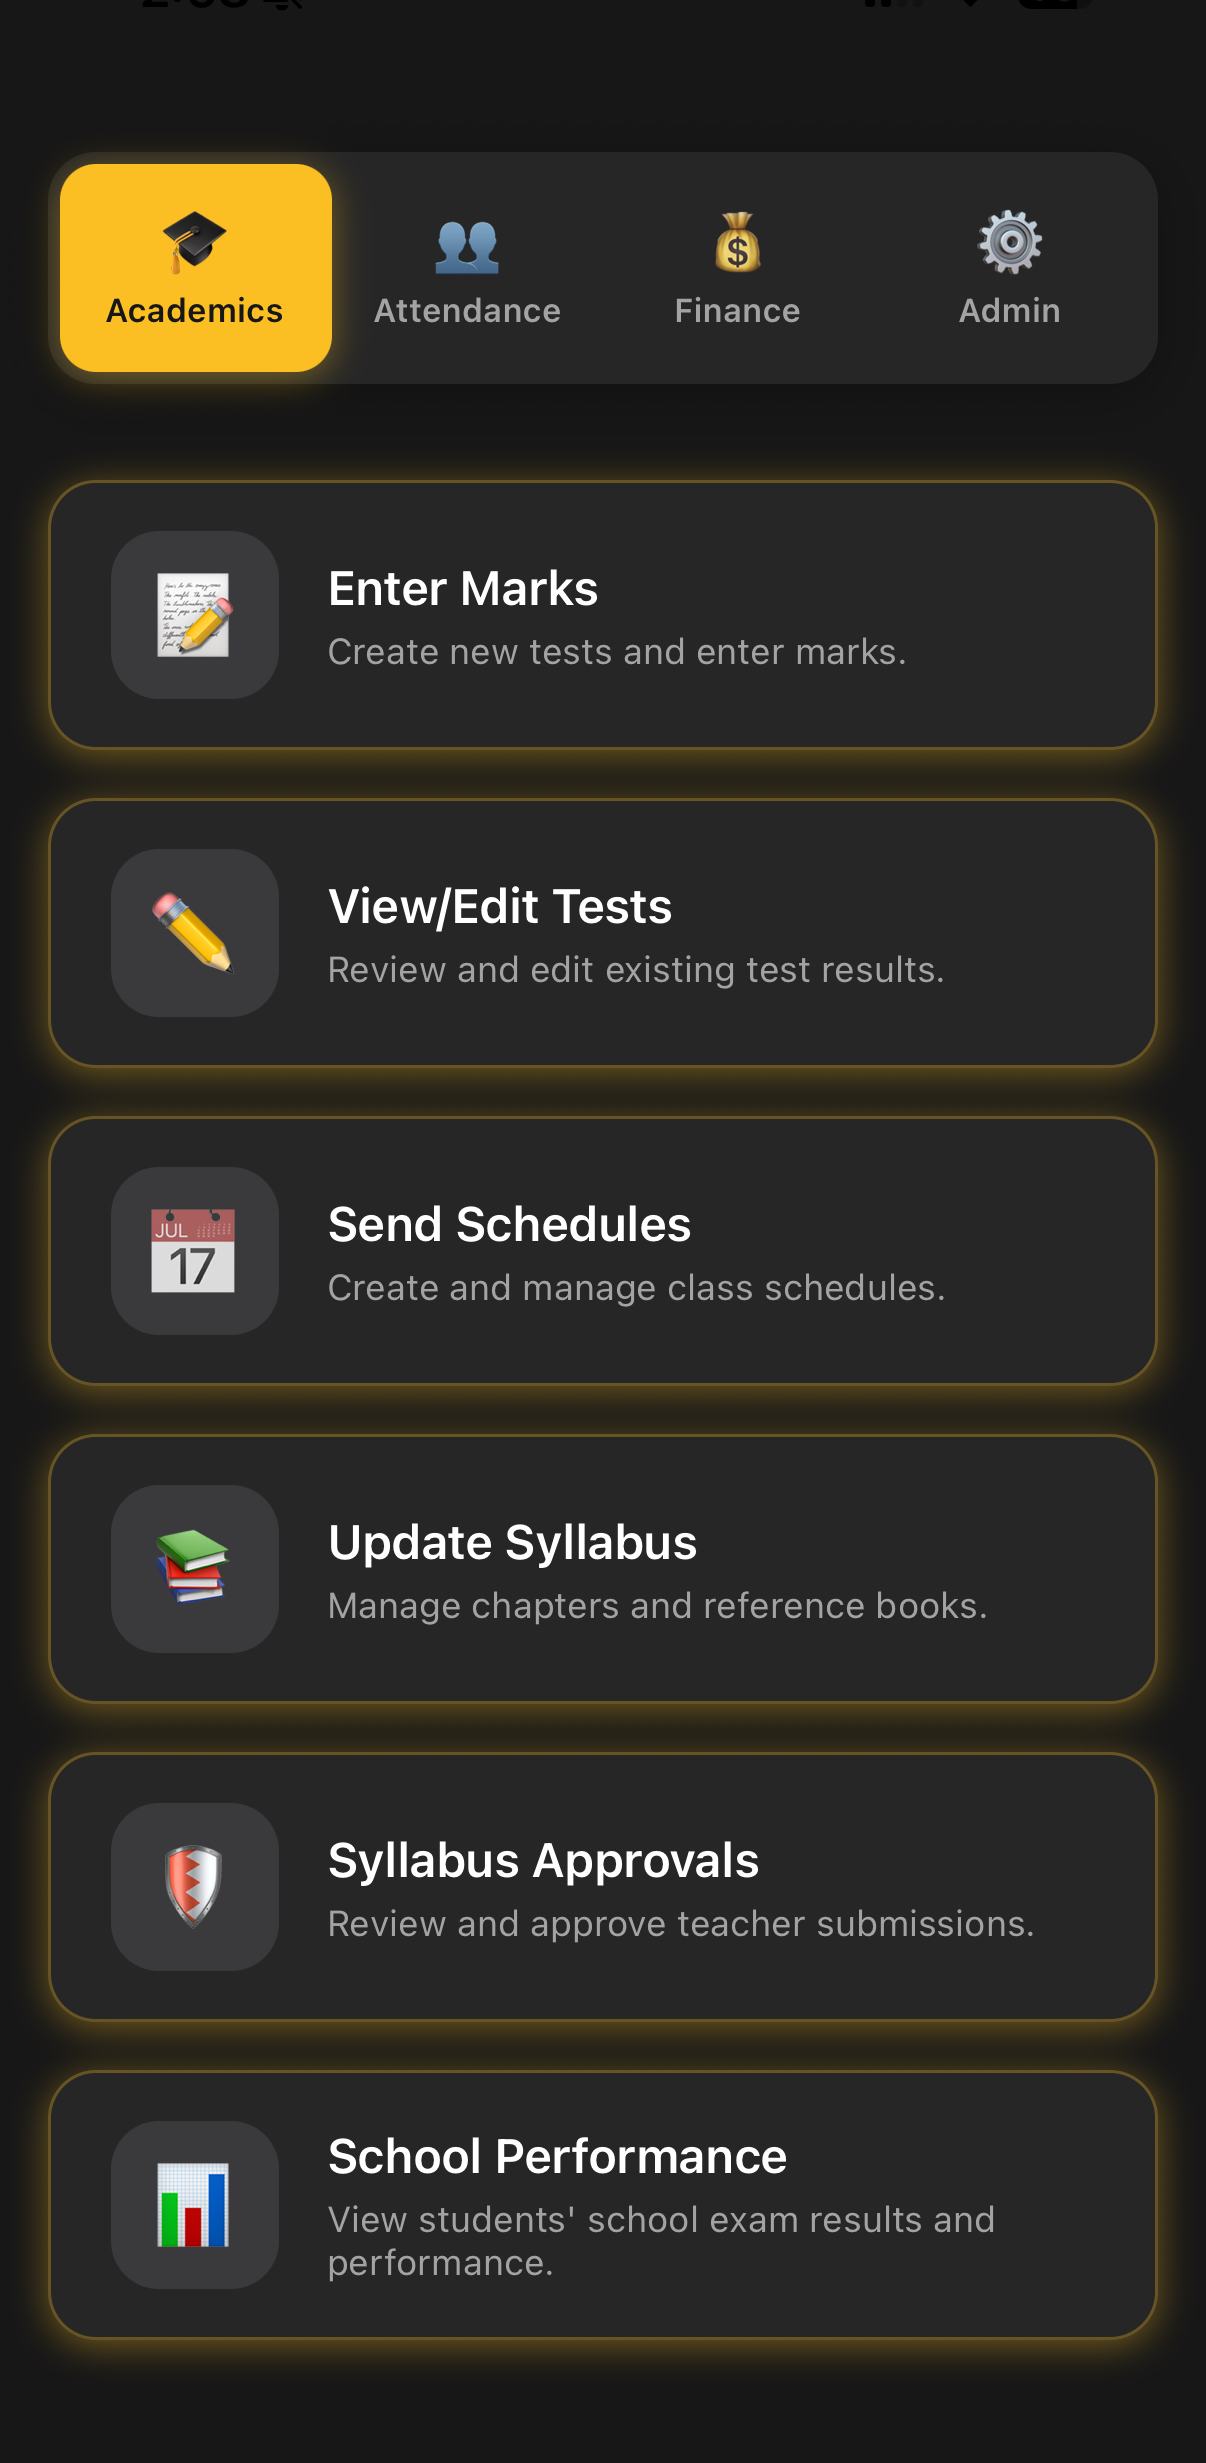 Academics
Attendance
Finance
Admin
Enter Marks
Create new tests and enter marks.
View/Edit Tests
Review and edit existing test results.
JUL
17
Send Schedules
Create and manage class schedules.
Update Syllabus
Manage chapters and reference books.
Syllabus Approvals
Review and approve teacher submissions.
School Performance
View students' school exam results and
performance.